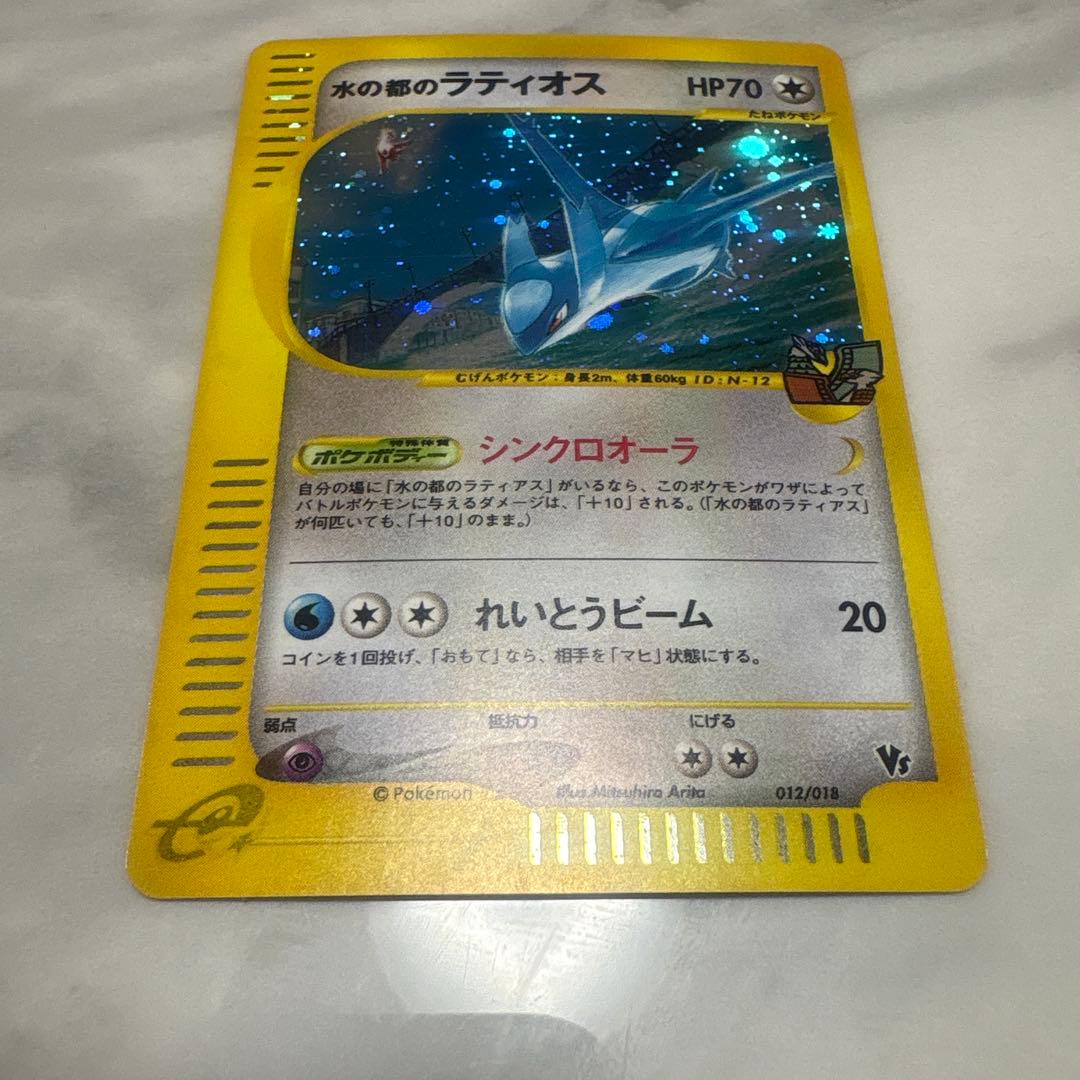 水の都のラティオス HP70
たねポケモン
むげんポケモン:身長2m、体重60kg ID:N-12
特殊体質
ポケボディー シンクロオーラ
自分の場に「水の都のラティアス」がいるなら、このポケモンがワザによって
バトルポケモンに与えるダメージは、「+10」される。(「水の都のラティアス」
が何匹いても、「+10」のまま。)
れいとうビーム 20
コインを1回投げ、「おもて」なら、相手を「マヒ」状態にする。
弱点 抵抗力 にげる
Vs
© Pokémon Illus.Mitsuhiro Arita 012/018
e